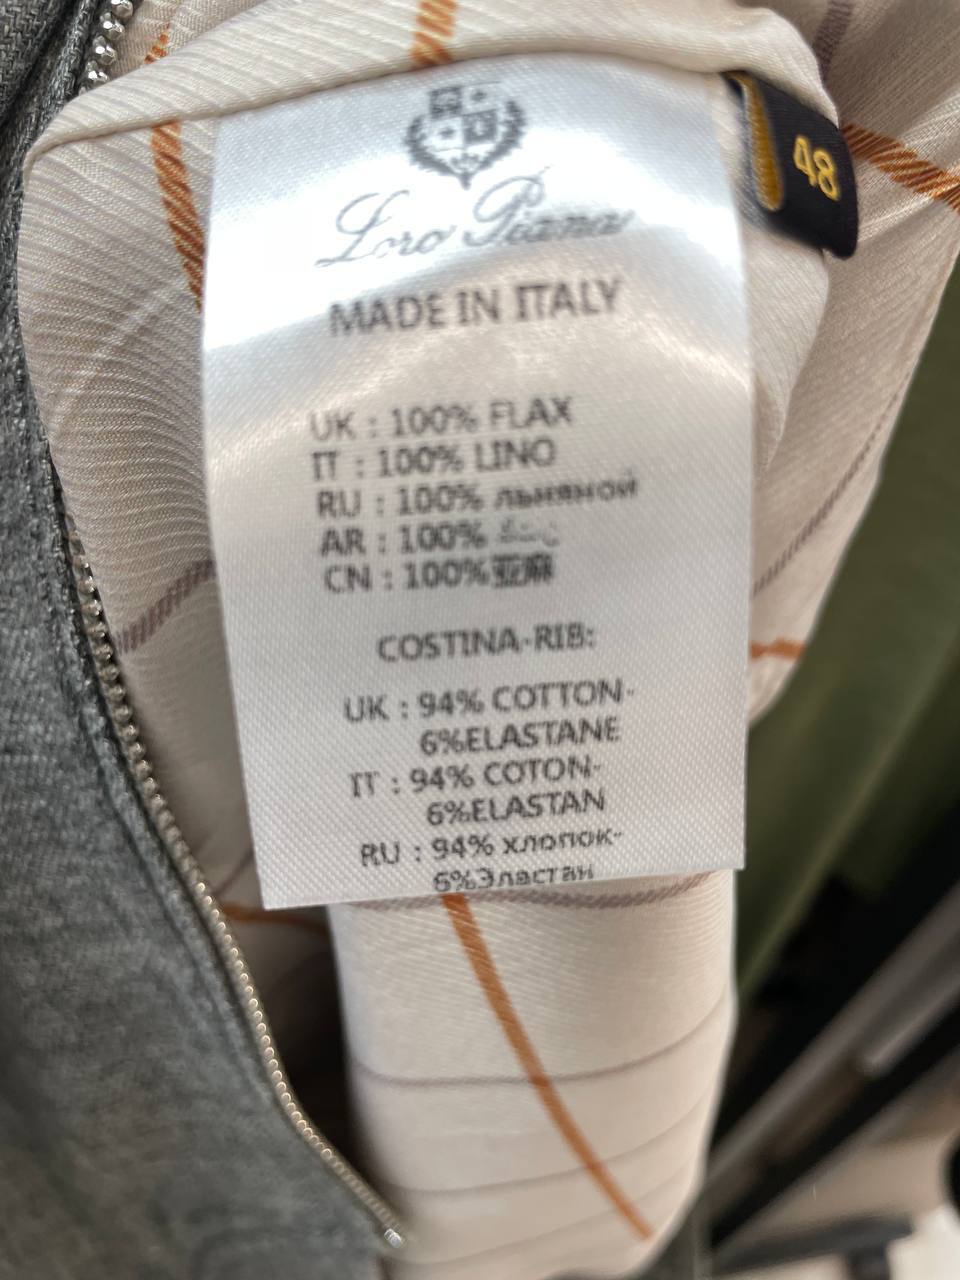 Loro Piana
48
MADE IN ITALY
UK : 100% FLAX
IT : 100% LINO
RU : 100% льняной
AR : 100%
CN : 100%亚麻
COSTINA-RIB:
UK : 94% COTTON-
6%ELASTANE
IT : 94% COTON-
6%ELASTAN
RU : 94% хлопок-
6%Эластан